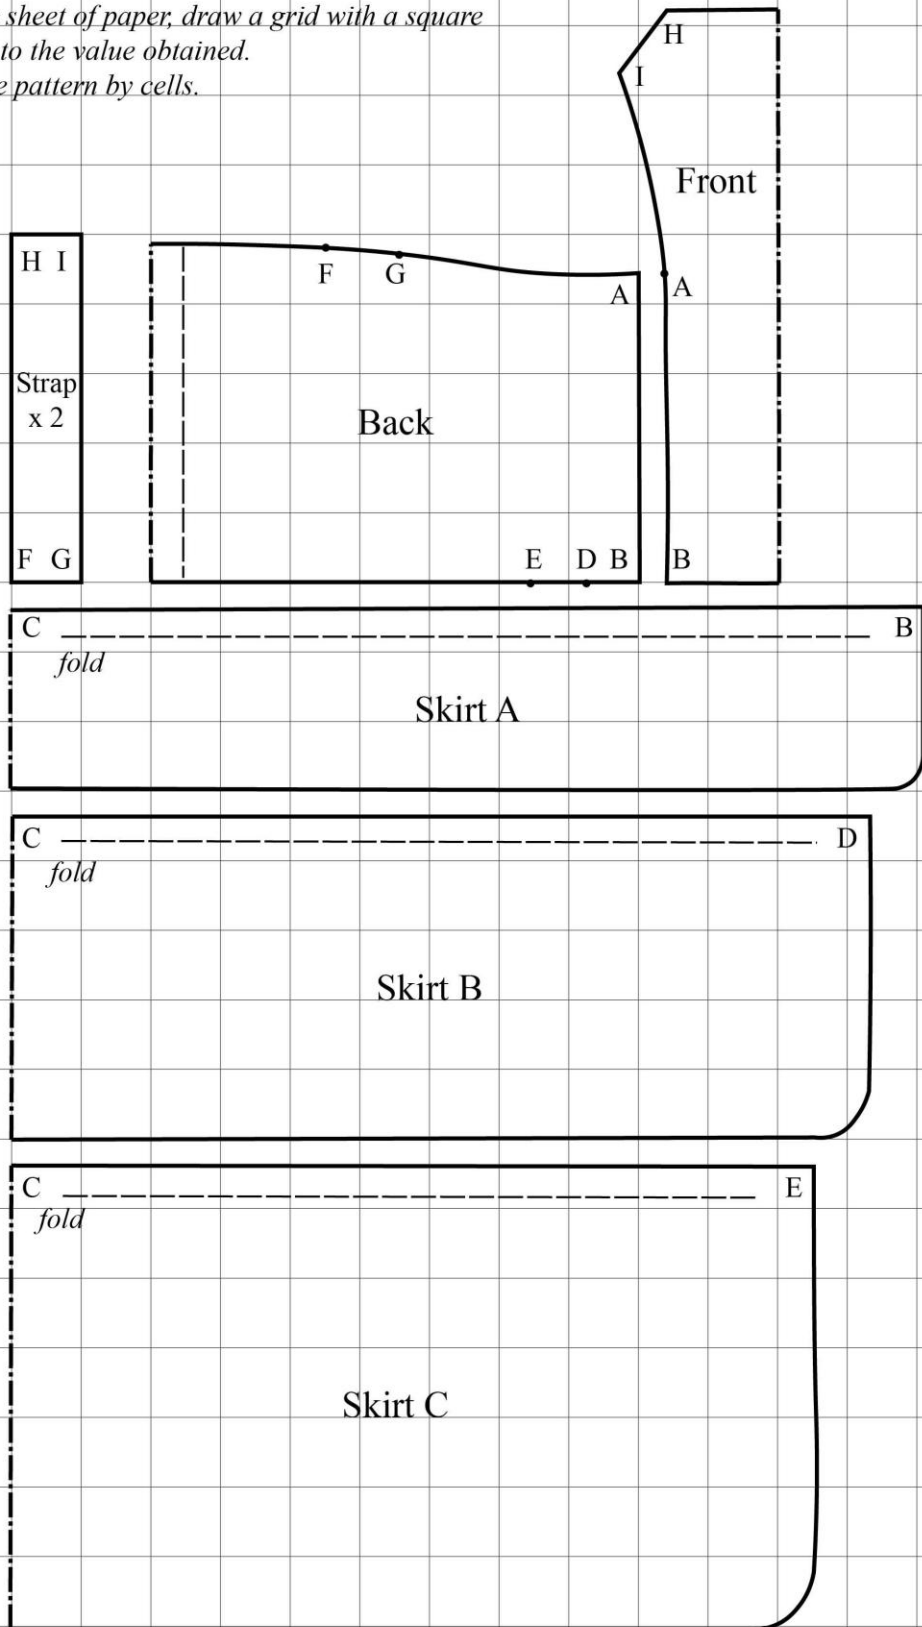 sheet of paper, draw a grid with a square
to the value obtained.
pattern by cells.
H
I
Front
A
B
H I
Strap
x 2
F G
F
G
A
Back
E D B
C
B
fold
Skirt A
C
D
fold
Skirt B
C
E
fold
Skirt C